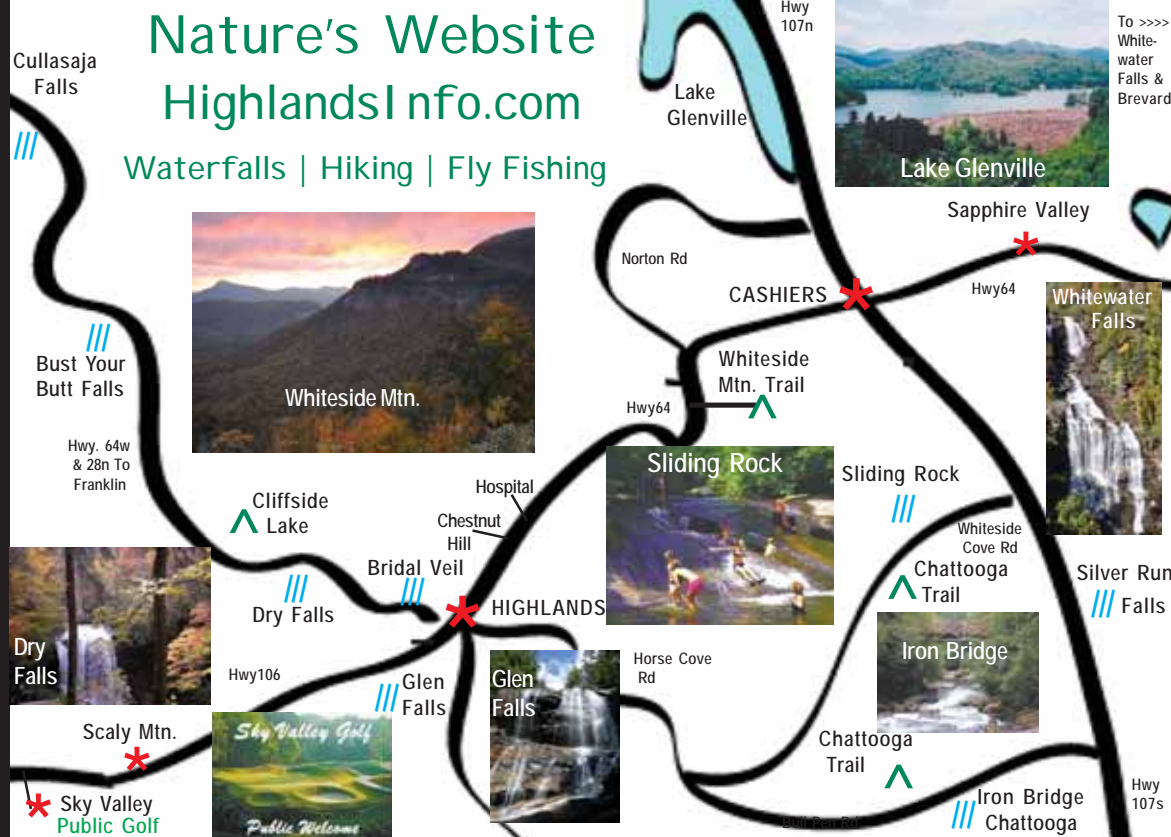 Nature's Website
HighlandsInfo.com
Waterfalls | Hiking | Fly Fishing
Cullasaja
Falls
Hwy
107n
Lake
Glenville
Lake Glenville
To >>>>
White-
water
Falls &
Brevard
Sapphire Valley
Norton Rd
CASHIERS
Hwy64
Whitewater
Falls
Bust Your
Butt Falls
Whiteside Mtn.
Whiteside
Mtn. Trail
Hwy64
Hwy. 64w
& 28n To
Franklin
Cliffside
Lake
Hospital
Chestnut
Hill
Sliding Rock
Sliding Rock
Whiteside
Cove Rd
Bridal Veil
Dry Falls
HIGHLANDS
Chattooga
Trail
Silver Run
Falls
Dry
Falls
Hwy106
Glen
Falls
Glen
Falls
Horse Cove
Rd
Iron Bridge
Scaly Mtn.
Sky Valley Golf
Public Welcome
Chattooga
Trail
Sky Valley
Public Golf
Bull Pen Rd
Iron Bridge
Chattooga
Hwy
107s